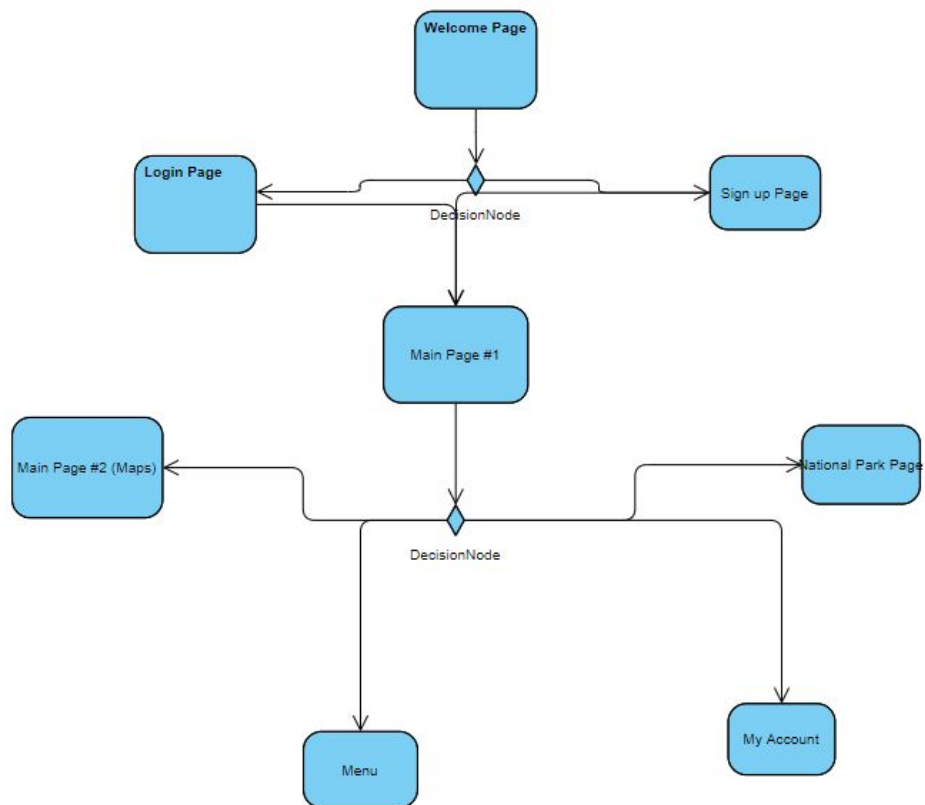 Welcome Page
Login Page
Sign up Page
DecisionNode
Main Page #1
Main Page #2 (Maps)
National Park Page
DecisionNode
My Account
Menu